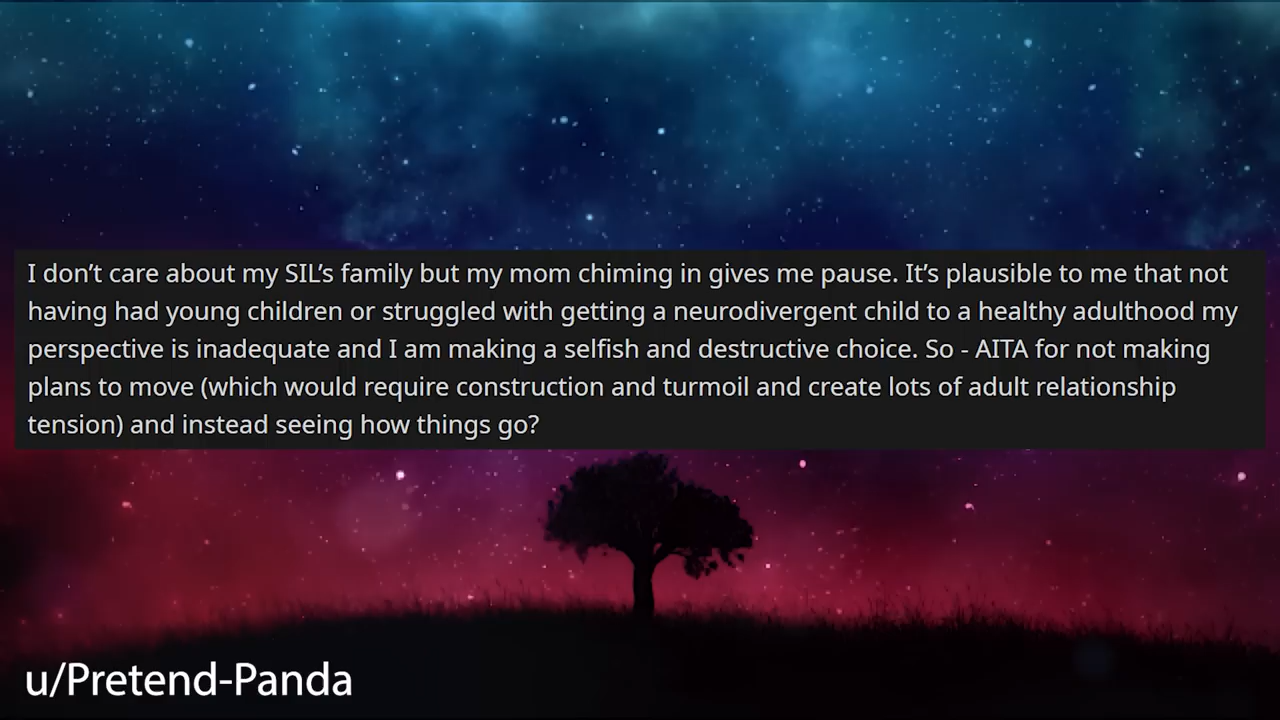 I don’t care about my SIL’s family but my mom chiming in gives me pause. It’s plausible to me that not
having had young children or struggled with getting a neurodivergent child to a healthy adulthood my
perspective is inadequate and I am making a selfish and destructive choice. So - AITA for not making
plans to move (which would require construction and turmoil and create lots of adult relationship
tension) and instead seeing how things go?
u/Pretend-Panda